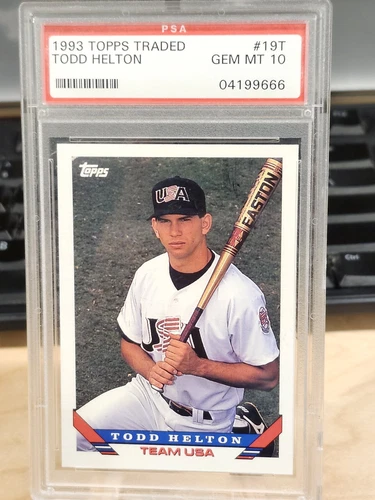 PSA
1993 TOPPS TRADED #19T
TODD HELTON GEM MT 10
04199666
Topps
USA
EASTON
USA
TODD HELTON
TEAM USA